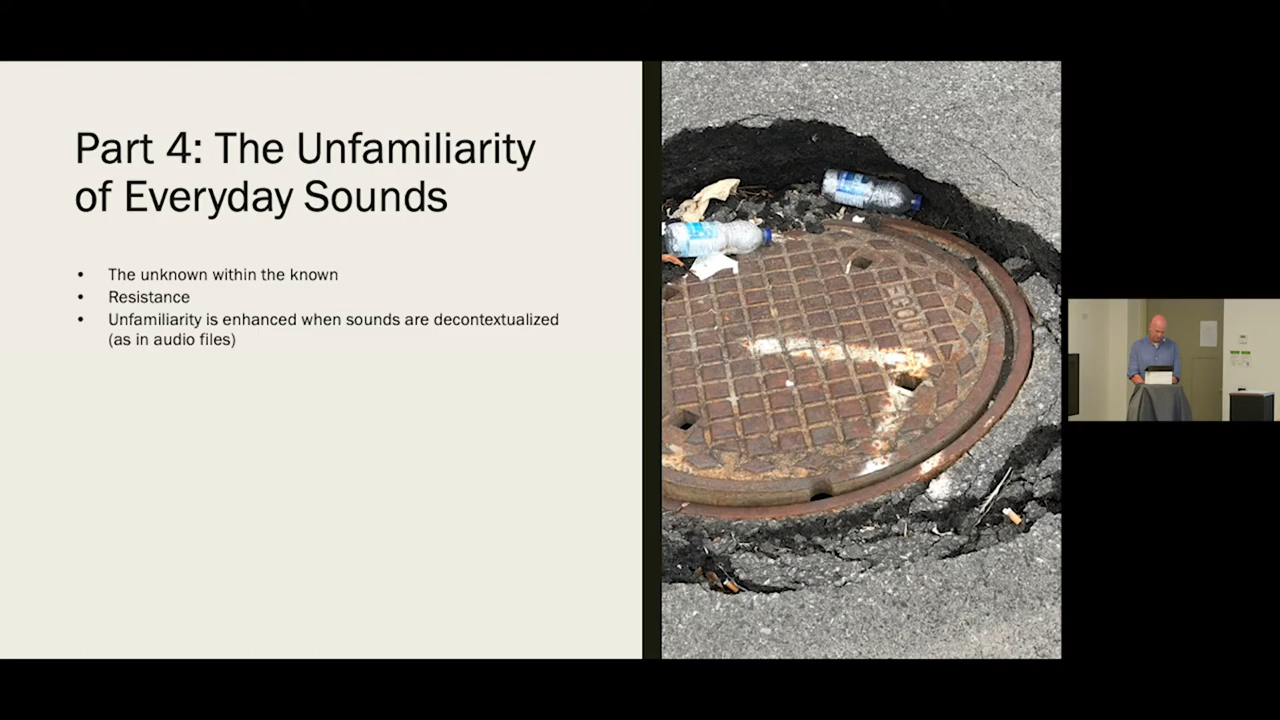 Part 4: The Unfamiliarity
of Everyday Sounds
• The unknown within the known
• Resistance
• Unfamiliarity is enhanced when sounds are decontextualized
(as in audio files)